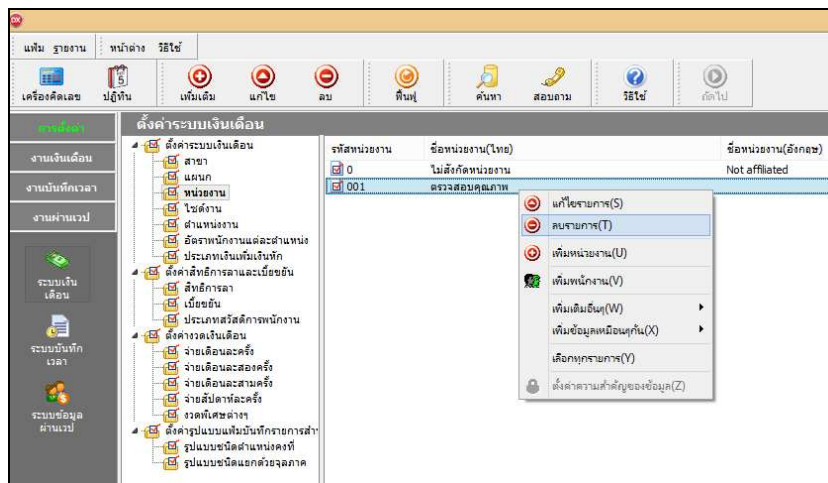 แฟ้ม รายงาน หน้าต่าง วิธีใช้
เครื่องคิดเลข ปฏิทิน เพิ่มเติม แก้ไข ลบ ฟื้นฟู ค้นหา สอบถาม วิธีใช้ ถัดไป
การตั้งค่า
งานเงินเดือน
งานบันทึกเวลา
งานผ่านเวป
ระบบเงิน
เดือน
ระบบบันทึก
เวลา
ระบบข้อมูล
ผ่านเวป
ตั้งค่าระบบเงินเดือน
ตั้งค่าระบบเงินเดือน
สาขา
แผนก
หน่วยงาน
ไซด์งาน
ตำแหน่งงาน
อัตราพนักงานแต่ละตำแหน่ง
ประเภทเงินเพิ่มเงินหัก
ตั้งค่าสิทธิการลาและเบี้ยขยัน
สิทธิการลา
เบี้ยขยัน
ประเภทสวัสดิการพนักงาน
ตั้งค่างวดเงินเดือน
จ่ายเดือนละครั้ง
จ่ายเดือนละสองครั้ง
จ่ายเดือนละสามครั้ง
จ่ายสัปดาห์ละครั้ง
งวดพิเศษต่างๆ
ตั้งค่ารูปแบบแฟ้มบันทึกรายการสำ
รูปแบบชนิดตำแหน่งคงที่
รูปแบบชนิดแยกด้วยจุลภาค
รหัสหน่วยงาน ชื่อหน่วยงาน(ไทย) ชื่อหน่วยงาน(อังกฤษ)
0 ไม่สังกัดหน่วยงาน Not affiliated
001 ตรวจสอบคุณภาพ
แก้ไขรายการ(S)
ลบรายการ(T)
เพิ่มหน่วยงาน(U)
เพิ่มพนักงาน(V)
เพิ่มเติมอื่นๆ(W)
เพิ่มข้อมูลเหมือนๆกัน(X)
เลือกทุกรายการ(Y)
ตั้งค่าความสำคัญของข้อมูล(Z)